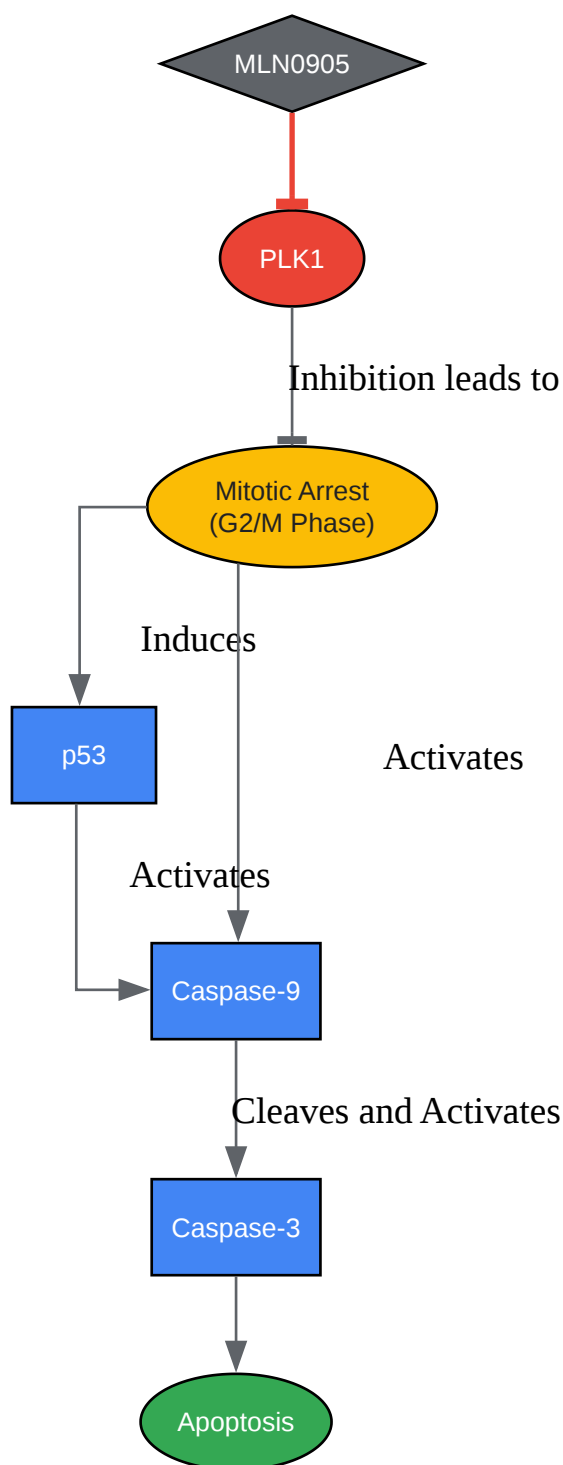 MLN0905
PLK1
Inhibition leads to
Mitotic Arrest
(G2/M Phase)
Induces
p53
Activates
Activates
Caspase-9
Cleaves and Activates
Caspase-3
Apoptosis